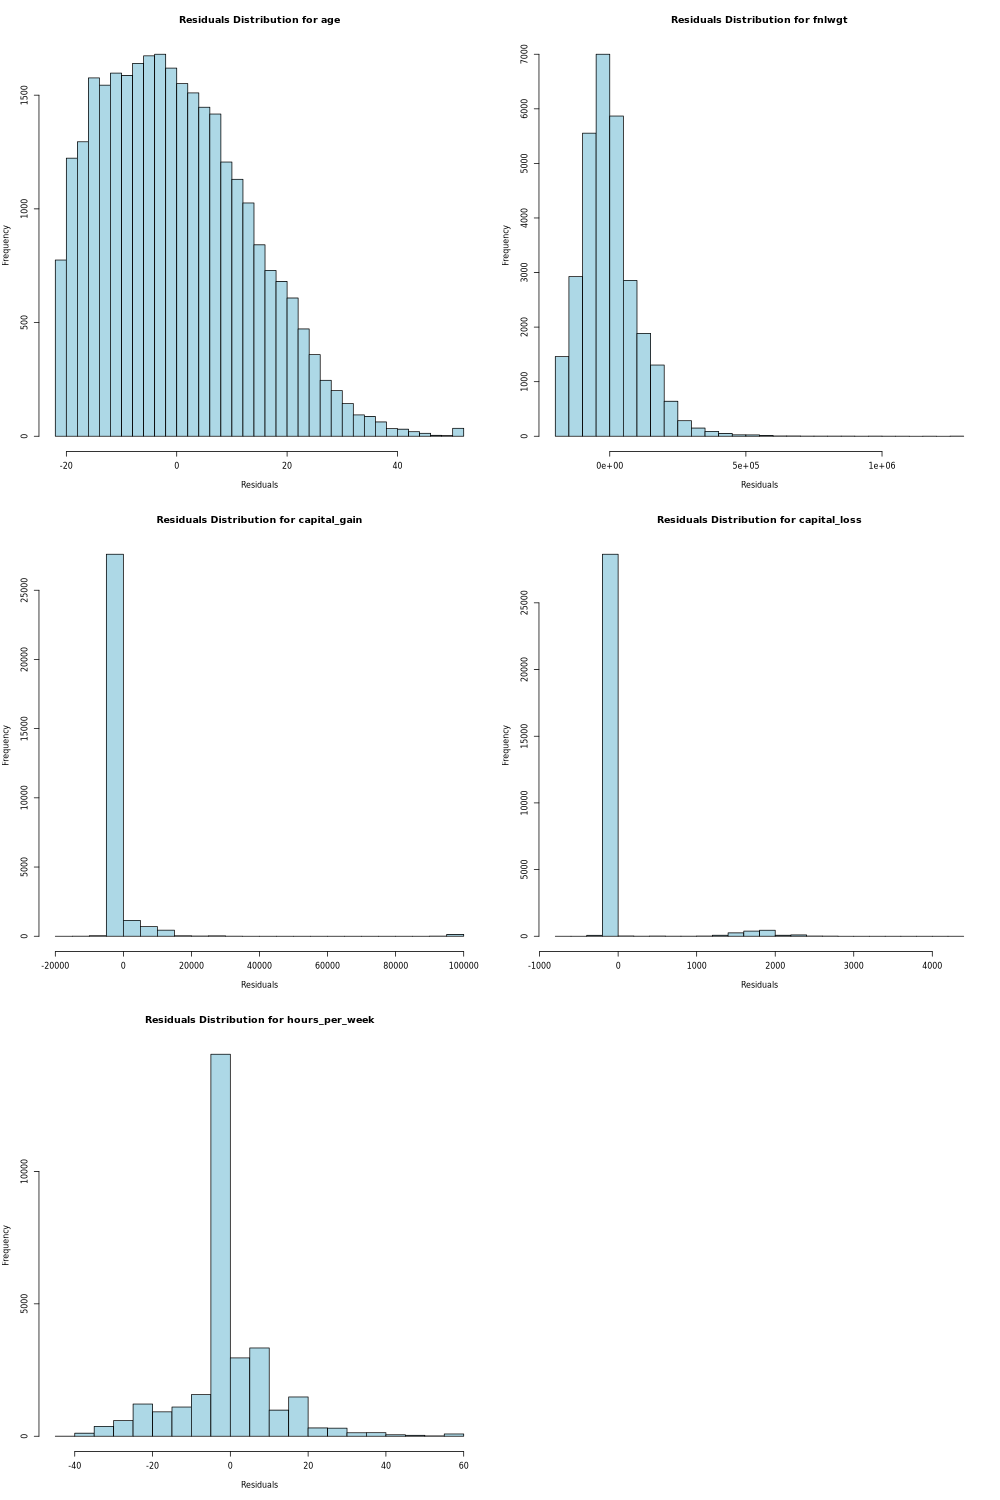 Residuals Distribution for age
Frequency
0
500
1000
1500
-20 0 20 40
Residuals
Residuals Distribution for fnlwgt
Frequency
0
1000
2000
3000
4000
5000
6000
7000
0e+00 5e+05 1e+06
Residuals
Residuals Distribution for capital_gain
Frequency
0
5000
10000
15000
20000
25000
-20000 0 20000 40000 60000 80000 100000
Residuals
Residuals Distribution for capital_loss
Frequency
0
5000
10000
15000
20000
25000
-1000 0 1000 2000 3000 4000
Residuals
Residuals Distribution for hours_per_week
Frequency
0
5000
10000
-40 -20 0 20 40 60
Residuals